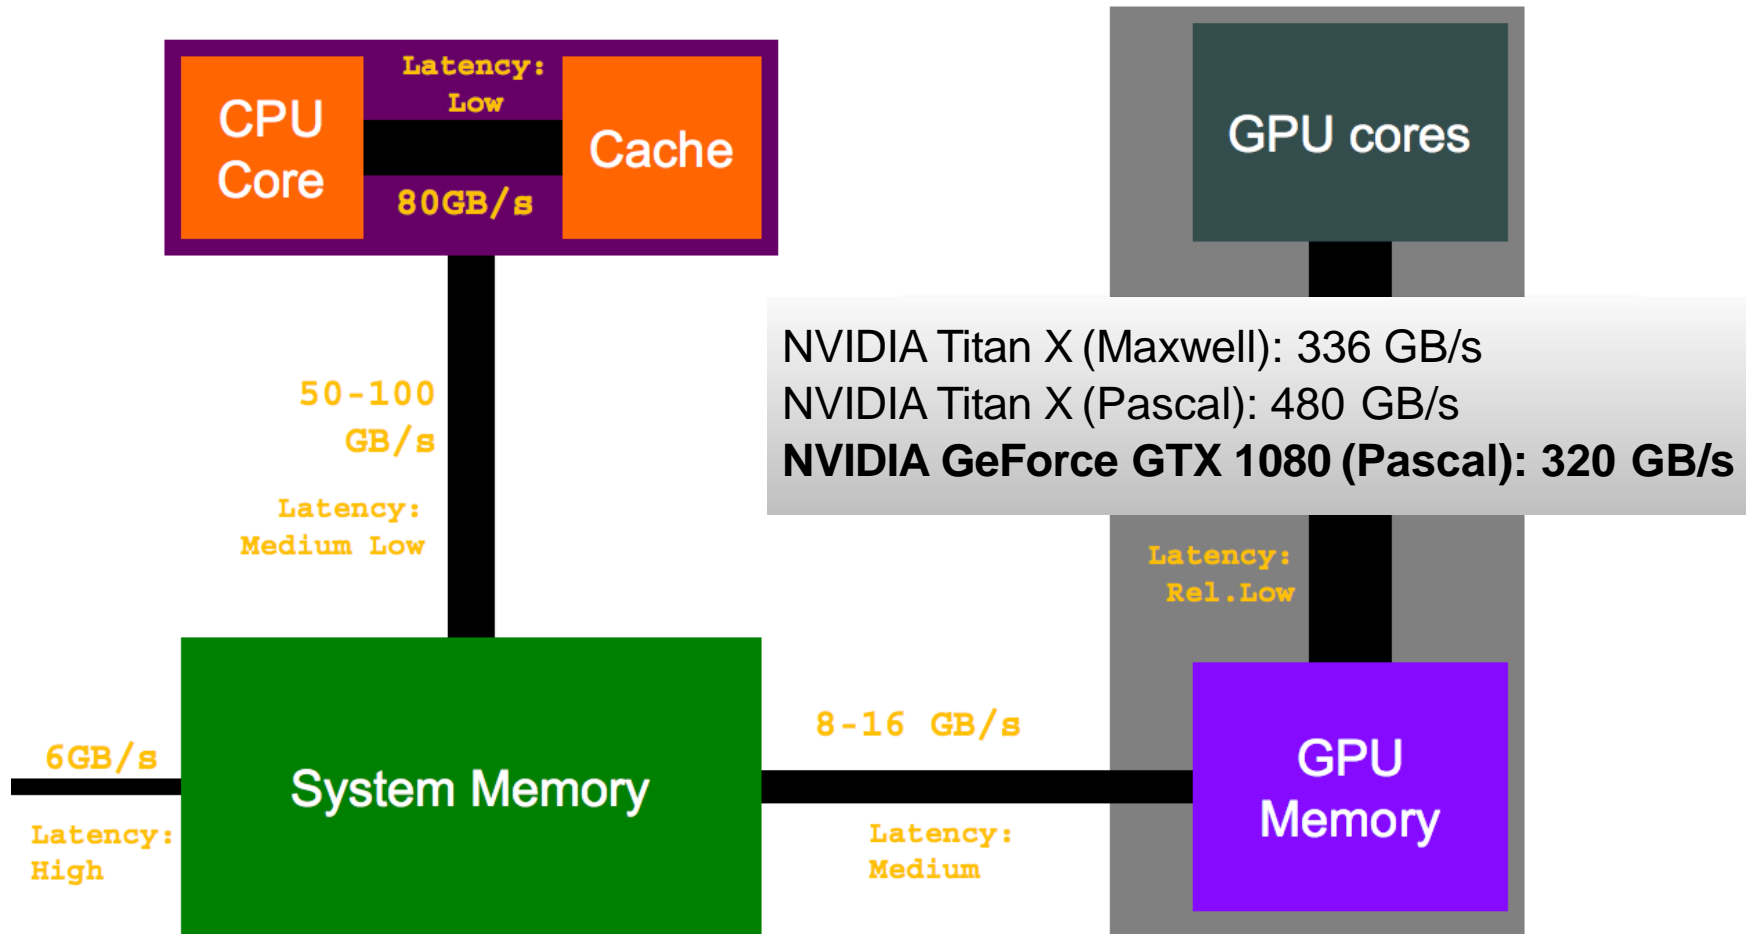 Latency:
Low
CPU
Core
Cache
80GB/s
GPU cores
NVIDIA Titan X (Maxwell): 336 GB/s
NVIDIA Titan X (Pascal): 480 GB/s
NVIDIA GeForce GTX 1080 (Pascal): 320 GB/s
50-100
GB/s
Latency:
Medium Low
Latency:
Rel.Low
6GB/s
System Memory
Latency:
High
8-16 GB/s
Latency:
Medium
GPU
Memory